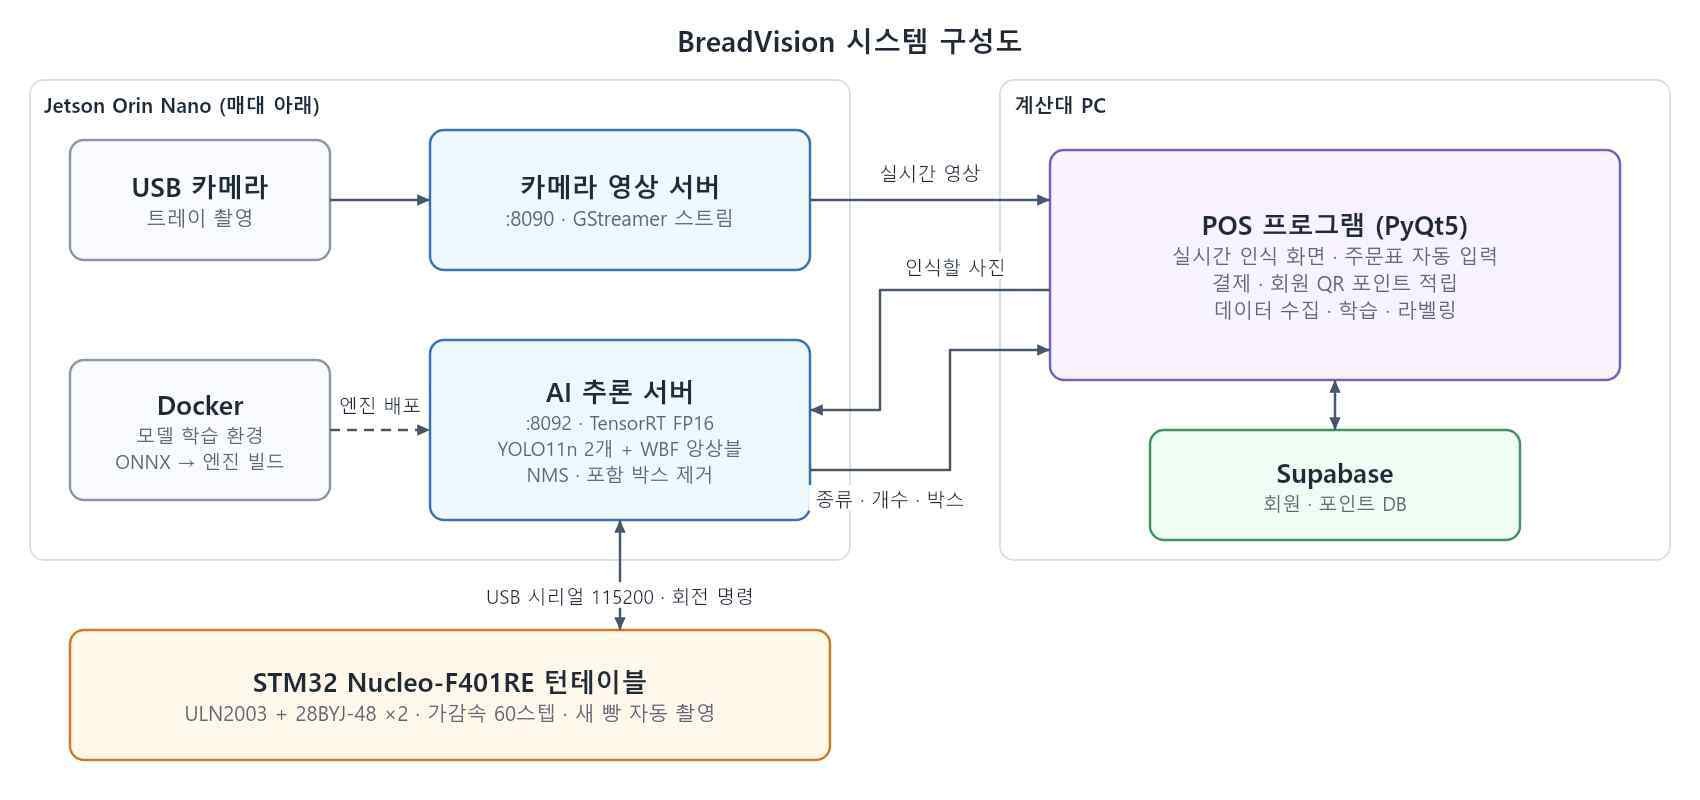 BreadVision 시스템 구성도
Jetson Orin Nano (매대 아래)
USB 카메라
트레이 촬영
카메라 영상 서버
:8090 · GStreamer 스트림
실시간 영상
인식할 사진
Docker
모델 학습 환경
ONNX → 엔진 빌드
엔진 배포
AI 추론 서버
:8092 · TensorRT FP16
YOLO11n 2개 + WBF 앙상블
NMS · 포함 박스 제거
종류 · 개수 · 박스
계산대 PC
POS 프로그램 (PyQt5)
실시간 인식 화면 · 주문표 자동 입력
결제 · 회원 QR 포인트 적립
데이터 수집 · 학습 · 라벨링
Supabase
회원 · 포인트 DB
USB 시리얼 115200 · 회전 명령
STM32 Nucleo-F401RE 턴테이블
ULN2003 + 28BYJ-48 ×2 · 가감속 60스텝 · 새 빵 자동 촬영